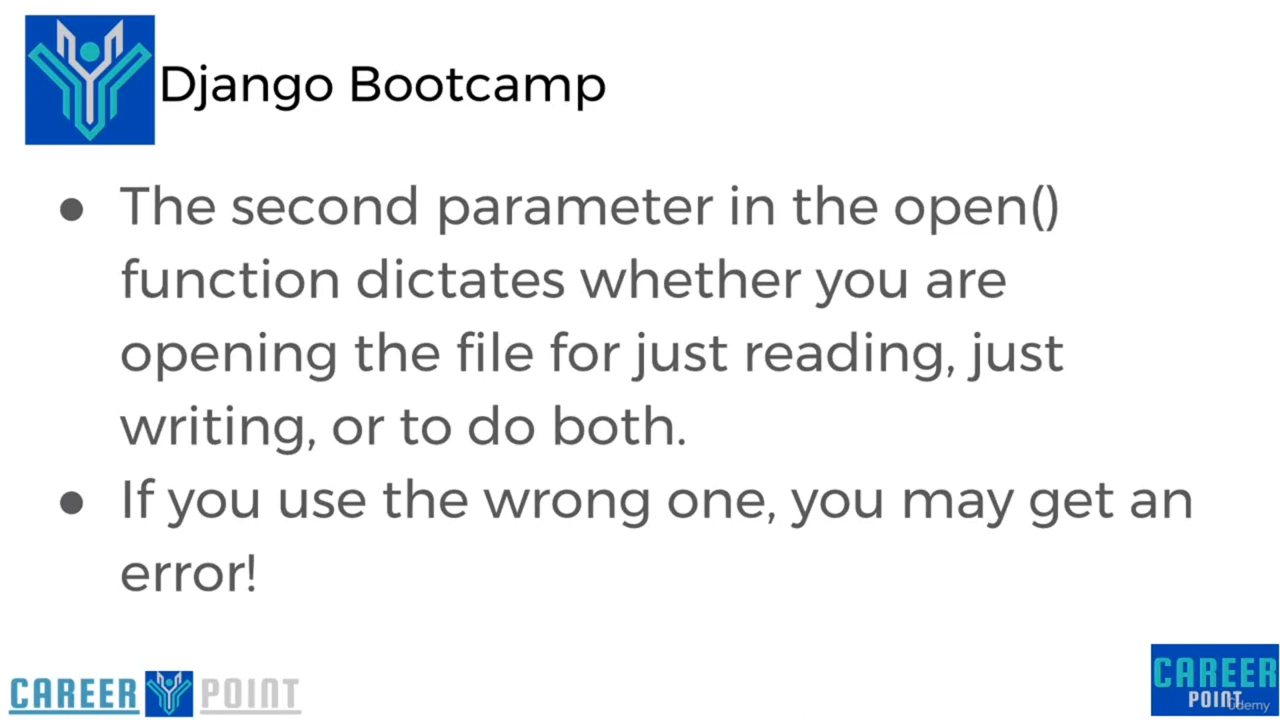 Django Bootcamp
● The second parameter in the open()
function dictates whether you are
opening the file for just reading, just
writing, or to do both.
● If you use the wrong one, you may get an
error!
CAREER POINT
CAREER
POINT
ûdemy